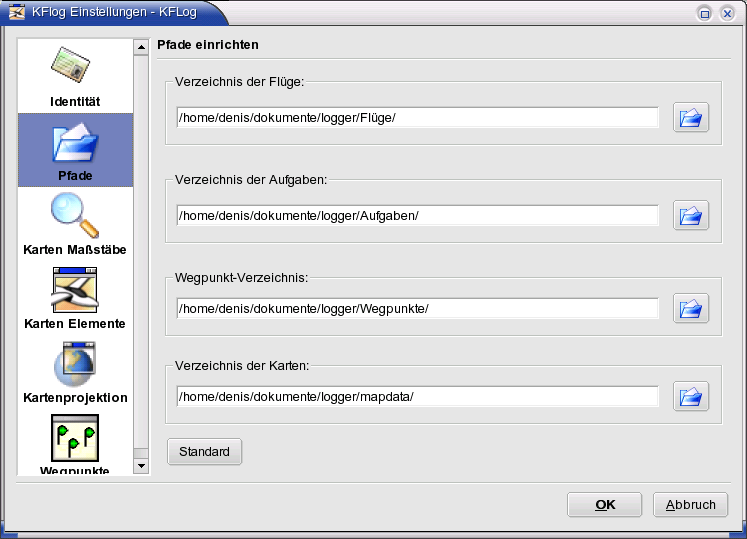 KFlog Einstellungen - KFLog
Identität
Pfade
Karten Maßstäbe
Karten Elemente
Kartenprojektion
Wegpunkte
Pfade einrichten
Verzeichnis der Flüge:
/home/denis/dokumente/logger/Flüge/
Verzeichnis der Aufgaben:
/home/denis/dokumente/logger/Aufgaben/
Wegpunkt-Verzeichnis:
/home/denis/dokumente/logger/Wegpunkte/
Verzeichnis der Karten:
/home/denis/dokumente/logger/mapdata/
Standard
OK
Abbruch